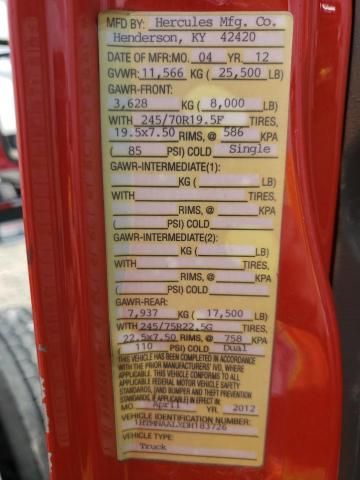 MFD BY: Hercules Mfg. Co.
Henderson, KY 42420
DATE OF MFR: MO. 04 YR. 12
GVWR: 11,566 KG ( 25,500 LB)
GAWR-FRONT:
3,628 KG ( 8,000 LB)
WITH 245/70R19.5F TIRES,
19.5x7.50 RIMS, @ 586 KPA
( 85 PSI) COLD Single
GAWR-INTERMEDIATE(1):
KG ( LB)
WITH TIRES,
RIMS, @ KPA
( PSI) COLD
GAWR-INTERMEDIATE(2):
KG ( LB)
WITH TIRES,
RIMS, @ KPA
( PSI) COLD
GAWR-REAR:
7,937 KG ( 17,500 LB)
WITH 245/75R22.5G TIRES,
22.5x7.50 RIMS, @ 758 KPA
( 110 PSI) COLD Dual
THIS VEHICLE HAS BEEN COMPLETED IN ACCORDANCE
WITH THE PRIOR MANUFACTURERS' IVD, WHERE
APPLICABLE. THIS VEHICLE CONFORMS TO ALL
APPLICABLE FEDERAL MOTOR VEHICLE SAFETY
STANDARDS, (AND BUMPER AND THEFT PREVENTION
STANDARDS, IF APPLICABLE) IN EFFECT IN:
MO. April YR. 2012
VEHICLE IDENTIFICATION NUMBER:
VEHICLE TYPE:
Truck